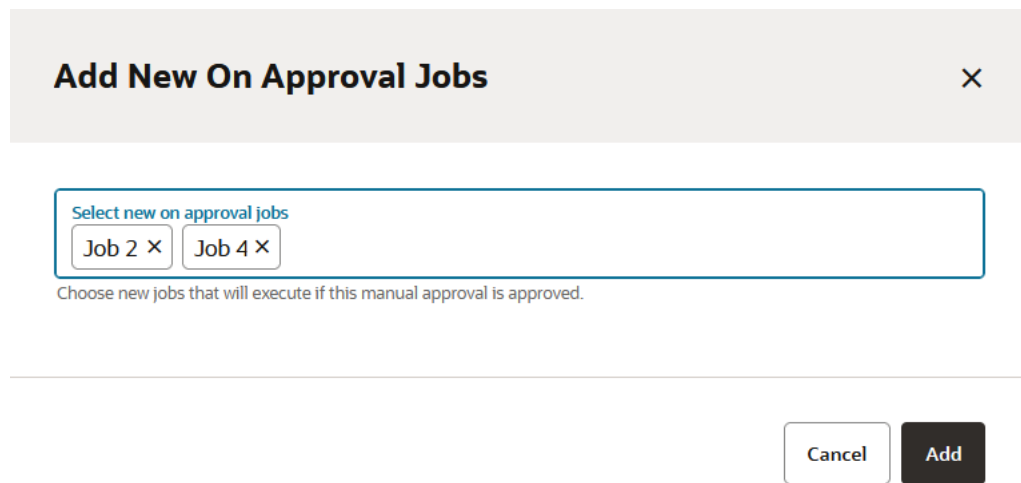 Add New On Approval Jobs ×
Select new on approval jobs
Job 2 × Job 4 ×
Choose new jobs that will execute if this manual approval is approved.
Cancel Add